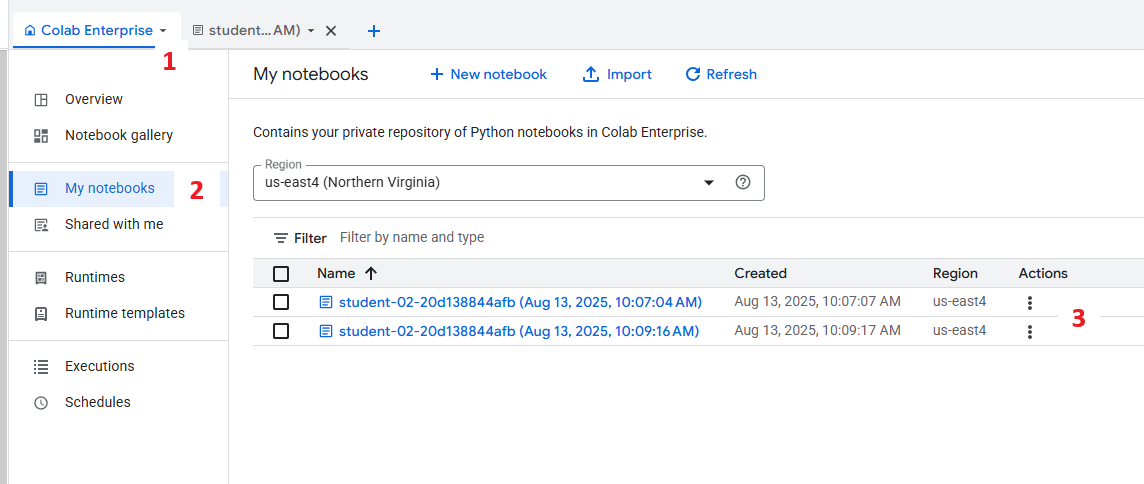 Colab Enterprise student...AM)
1
My notebooks New notebook Import Refresh
Overview
Notebook gallery
Contains your private repository of Python notebooks in Colab Enterprise.
Region
us-east4 (Northern Virginia)
My notebooks 2
Shared with me
Filter Filter by name and type
Name Created Region Actions
Runtimes
student-02-20d138844afb (Aug 13, 2025, 10:07:04 AM) Aug 13, 2025, 10:07:07 AM us-east4
Runtime templates
3
student-02-20d138844afb (Aug 13, 2025, 10:09:16 AM) Aug 13, 2025, 10:09:17 AM us-east4
Executions
Schedules